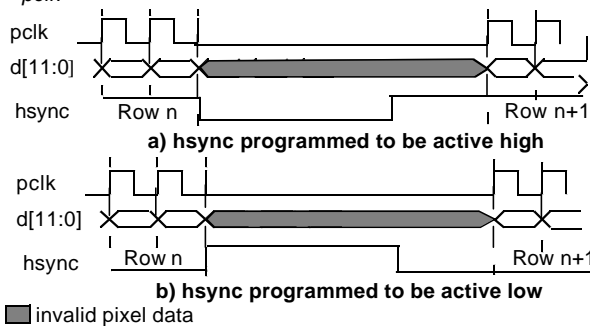 pclk
pclk
d[11:0]
hsync Row n Row n+1
a) hsync programmed to be active high
pclk
d[11:0]
hsync Row n Row n+1
b) hsync programmed to be active low
invalid pixel data